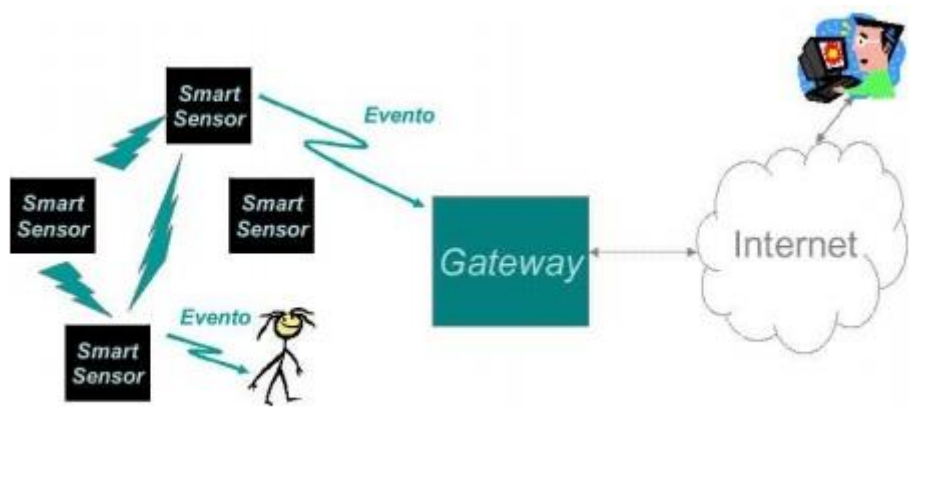 Smart
Sensor
Evento
Smart
Sensor
Smart
Sensor
Gateway
Internet
Evento
Smart
Sensor